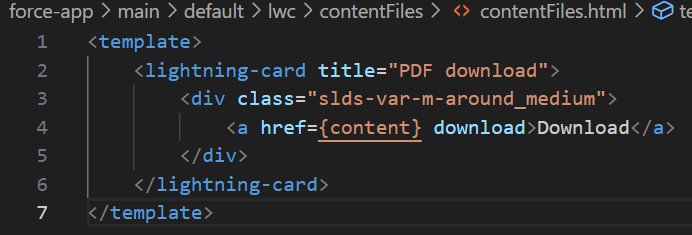 force-app > main > default > lwc > contentFiles > <> contentFiles.html > te
1 <template>
2     <lightning-card title="PDF download">
3         <div class="slds-var-m-around_medium">
4             <a href={content} download>Download</a>
5         </div>
6     </lightning-card>
7 </template>